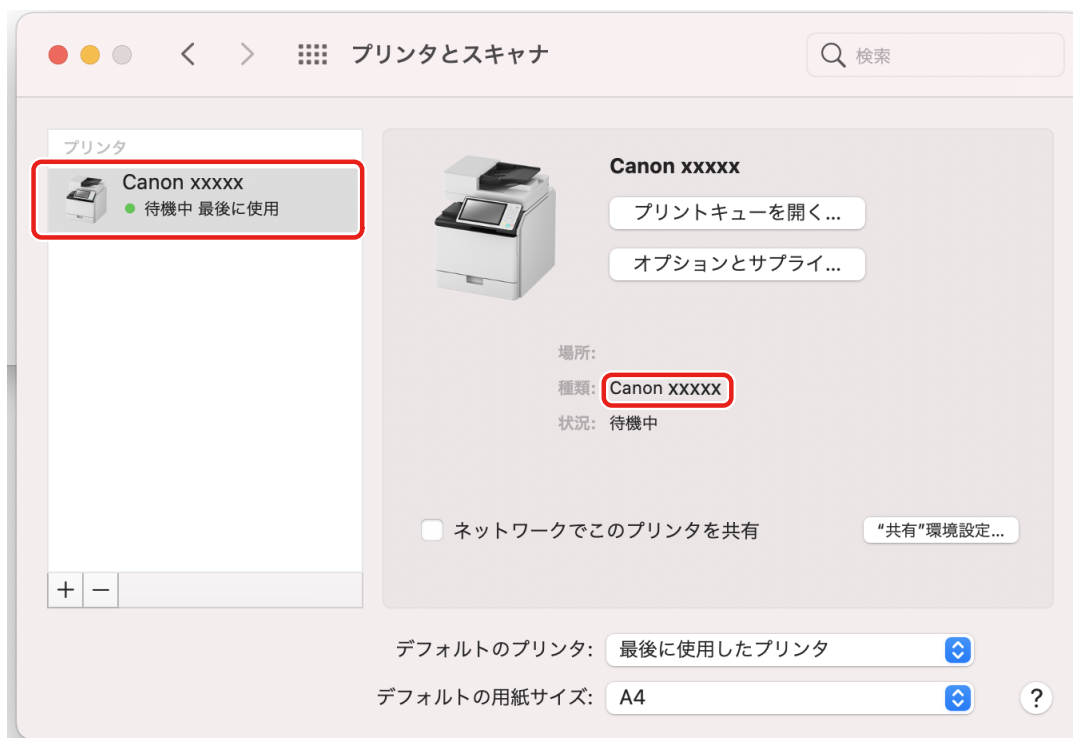 プリンタとスキャナ
検索
プリンタ
Canon xxxxx
待機中 最後に使用
Canon xxxxx
プリントキューを開く...
オプションとサプライ...
場所:
種類: Canon xxxxx
状況: 待機中
ネットワークでこのプリンタを共有
“共有”環境設定...
+ −
デフォルトのプリンタ: 最後に使用したプリンタ
デフォルトの用紙サイズ: A4
?